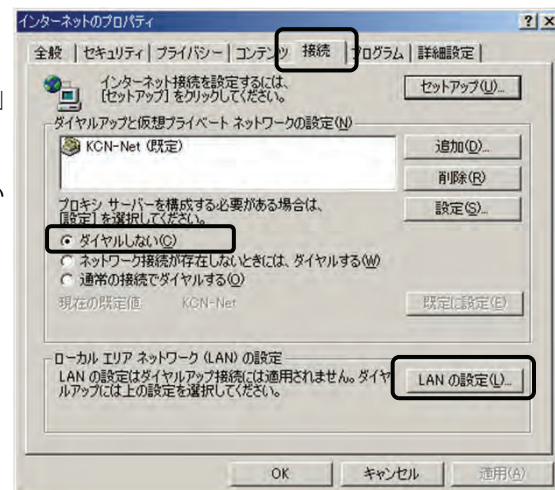 インターネットのプロパティ
? ×
全般 セキュリティ プライバシー コンテンツ 接続 プログラム 詳細設定
インターネット接続を設定するには、
[セットアップ] をクリックしてください。
セットアップ(U)...
ダイヤルアップと仮想プライベート ネットワークの設定(N)
KCN-Net (既定)
追加(D)...
削除(R)
プロキシ サーバーを構成する必要がある場合は、
[設定] を選択してください。
設定(S)...
ダイヤルしない(C)
ネットワーク接続が存在しないときには、ダイヤルする(W)
通常の接続でダイヤルする(O)
現在の既定値 KCN-Net
既定に設定(E)
ローカル エリア ネットワーク (LAN) の設定
LAN の設定はダイヤルアップ接続には適用されません。ダイヤ
ルアップには上の設定を選択してください。
LAN の設定(L)...
OK キャンセル 適用(A)